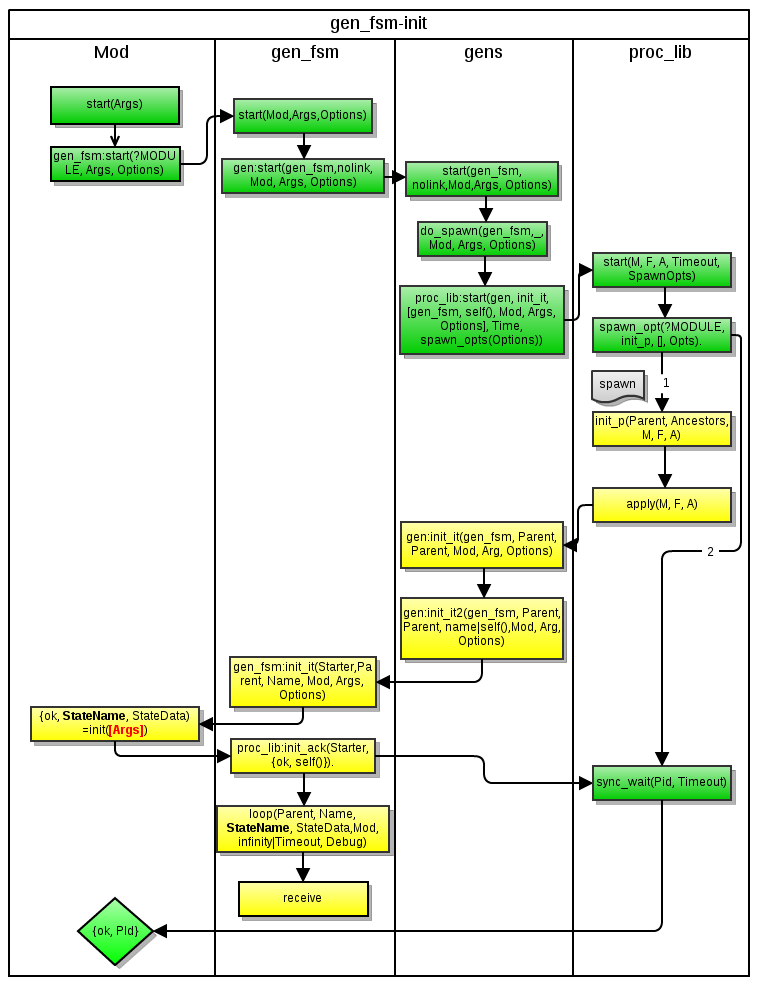 gen_fsm-init
Mod
gen_fsm
gens
proc_lib
start(Args)
gen_fsm:start(?MODU
LE, Args, Options)
start(Mod,Args,Options)
gen:start(gen_fsm,nolink,
Mod, Args, Options)
start(gen_fsm,
nolink,Mod,Args, Options)
do_spawn(gen_fsm,_,
Mod, Args, Options)
proc_lib:start(gen, init_it,
[gen_fsm, self(), Mod, Args,
Options], Time,
spawn_opts(Options))
start(M, F, A, Timeout,
SpawnOpts)
spawn_opt(?MODULE,
init_p, [], Opts).
spawn
1
init_p(Parent, Ancestors,
M, F, A)
apply(M, F, A)
2
gen:init_it(gen_fsm, Parent,
Parent, Mod, Arg, Options)
gen:init_it2(gen_fsm, Parent,
Parent, name|self(),Mod, Arg,
Options)
gen_fsm:init_it(Starter,Pa
rent, Name, Mod, Args,
Options)
{ok, StateName, StateData)
=init([Args])
proc_lib:init_ack(Starter,
{ok, self()}).
sync_wait(Pid, Timeout)
loop(Parent, Name,
StateName, StateData,Mod,
infinity|Timeout, Debug)
receive
{ok, PId}